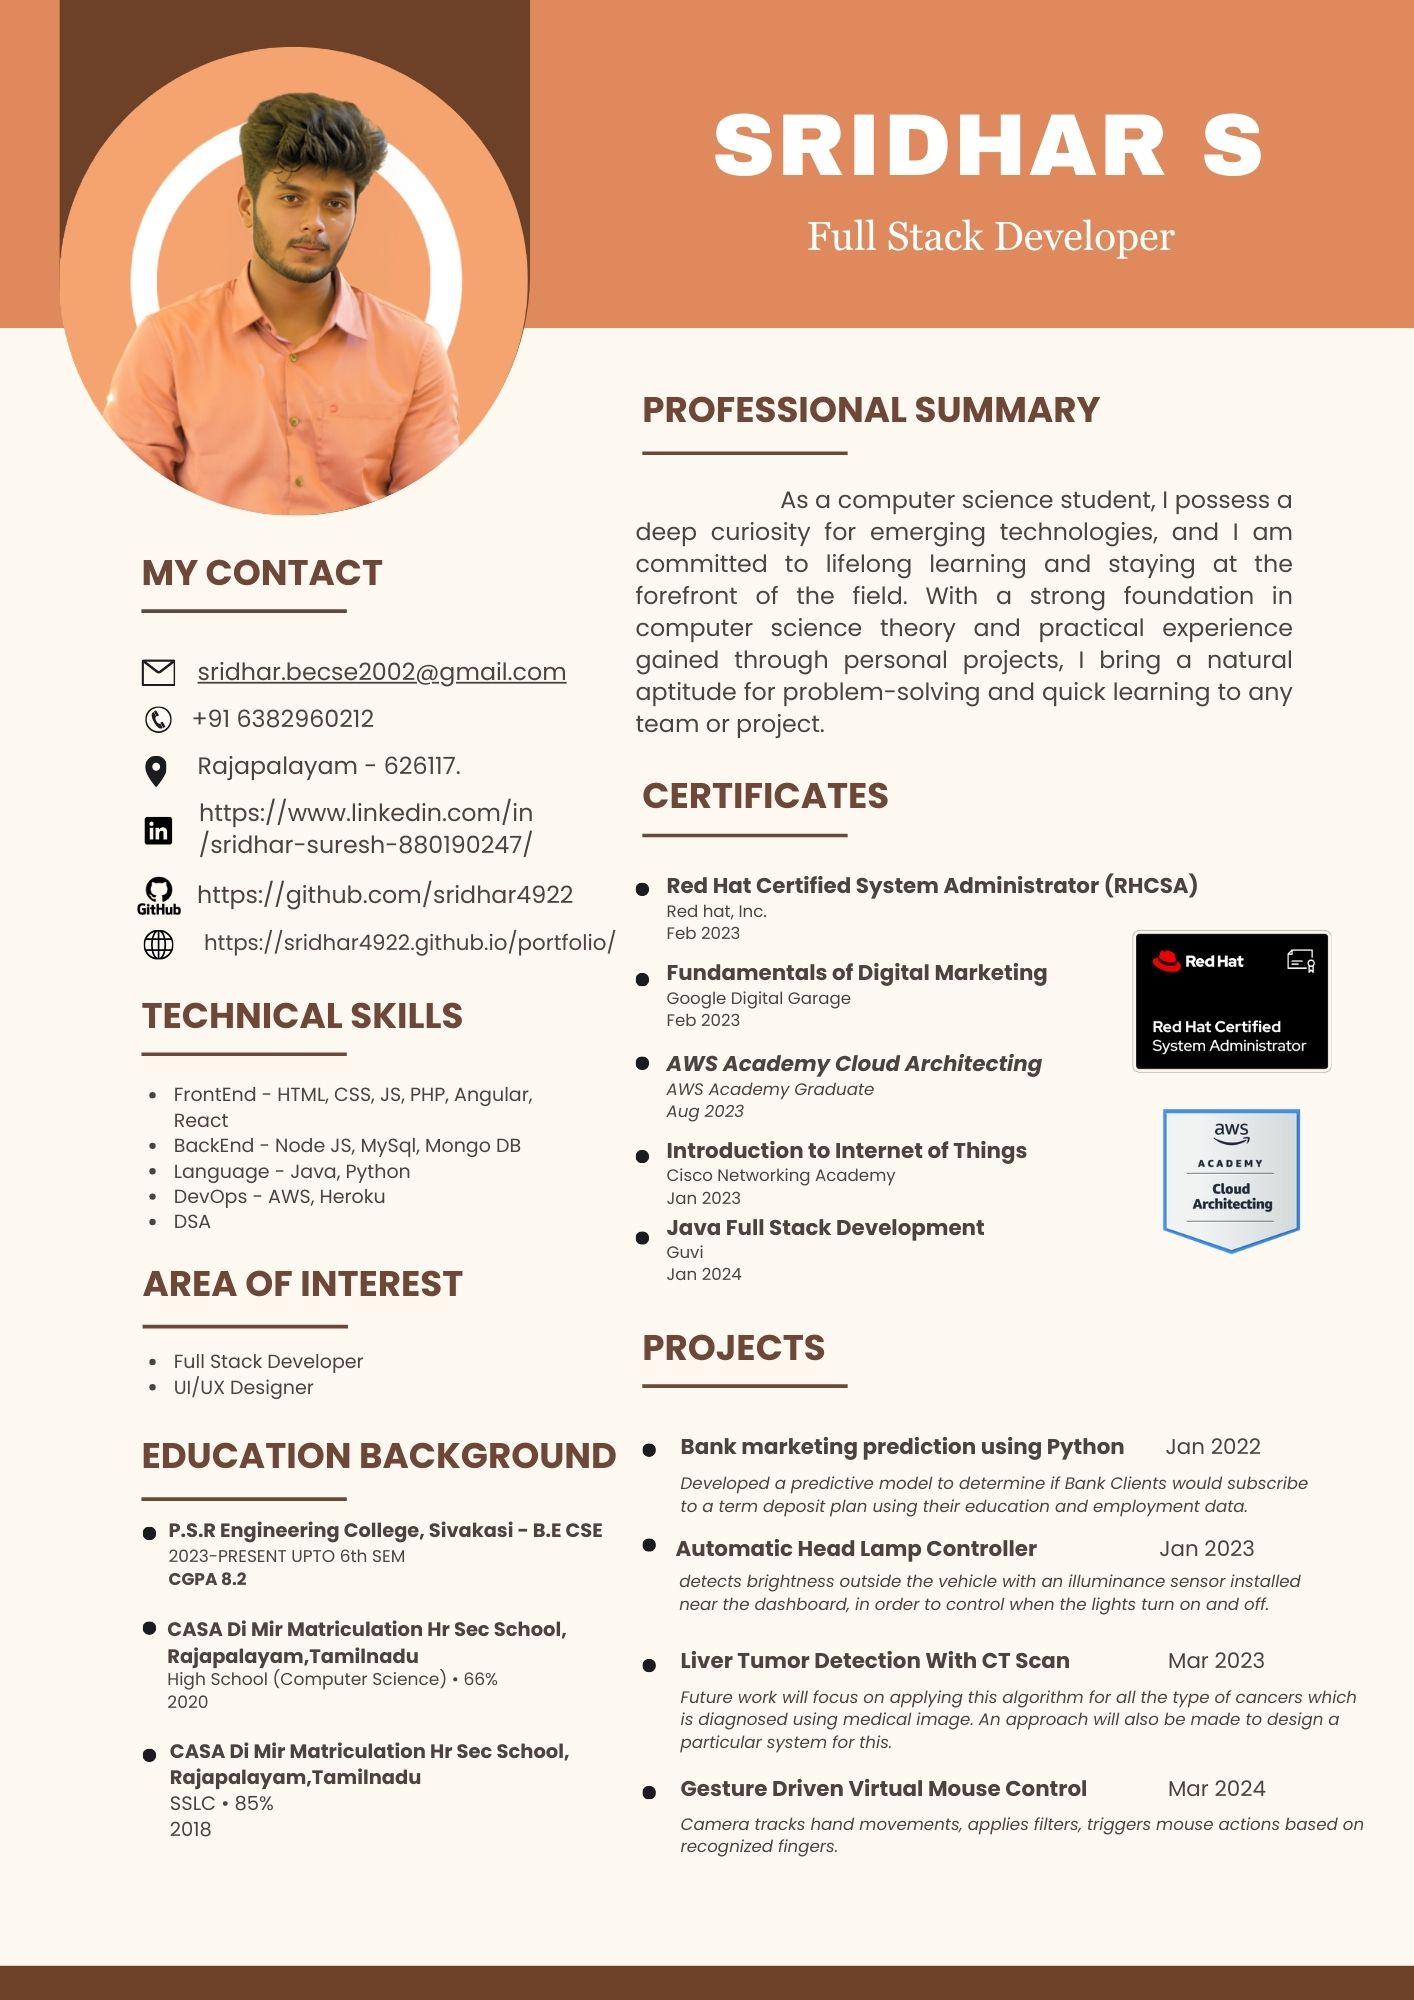 SRIDHAR S
Full Stack Developer
MY CONTACT
sridhar.becse2002@gmail.com
+91 6382960212
Rajapalayam - 626117.
in
https://www.linkedin.com/in
/sridhar-suresh-880190247/
GitHub
https://github.com/sridhar4922
https://sridhar4922.github.io/portfolio/
TECHNICAL SKILLS
• FrontEnd - HTML, CSS, JS, PHP, Angular,
React
• BackEnd - Node JS, MySql, Mongo DB
• Language - Java, Python
• DevOps - AWS, Heroku
• DSA
AREA OF INTEREST
• Full Stack Developer
• UI/UX Designer
EDUCATION BACKGROUND
• P.S.R Engineering College, Sivakasi - B.E CSE
2023-PRESENT UPTO 6th SEM
CGPA 8.2
• CASA Di Mir Matriculation Hr Sec School,
Rajapalayam,Tamilnadu
High School (Computer Science) • 66%
2020
• CASA Di Mir Matriculation Hr Sec School,
Rajapalayam,Tamilnadu
SSLC • 85%
2018
PROFESSIONAL SUMMARY
As a computer science student, I possess a
deep curiosity for emerging technologies, and I am
committed to lifelong learning and staying at the
forefront of the field. With a strong foundation in
computer science theory and practical experience
gained through personal projects, I bring a natural
aptitude for problem-solving and quick learning to any
team or project.
CERTIFICATES
• Red Hat Certified System Administrator (RHCSA)
Red hat, Inc.
Feb 2023
• Fundamentals of Digital Marketing
Google Digital Garage
Feb 2023
• AWS Academy Cloud Architecting
AWS Academy Graduate
Aug 2023
• Introduction to Internet of Things
Cisco Networking Academy
Jan 2023
• Java Full Stack Development
Guvi
Jan 2024
Red Hat
Red Hat Certified
System Administrator
aws
ACADEMY
Cloud
Architecting
PROJECTS
• Bank marketing prediction using Python Jan 2022
Developed a predictive model to determine if Bank Clients would subscribe
to a term deposit plan using their education and employment data.
• Automatic Head Lamp Controller Jan 2023
detects brightness outside the vehicle with an illuminance sensor installed
near the dashboard, in order to control when the lights turn on and off.
• Liver Tumor Detection With CT Scan Mar 2023
Future work will focus on applying this algorithm for all the type of cancers which
is diagnosed using medical image. An approach will also be made to design a
particular system for this.
• Gesture Driven Virtual Mouse Control Mar 2024
Camera tracks hand movements, applies filters, triggers mouse actions based on
recognized fingers.